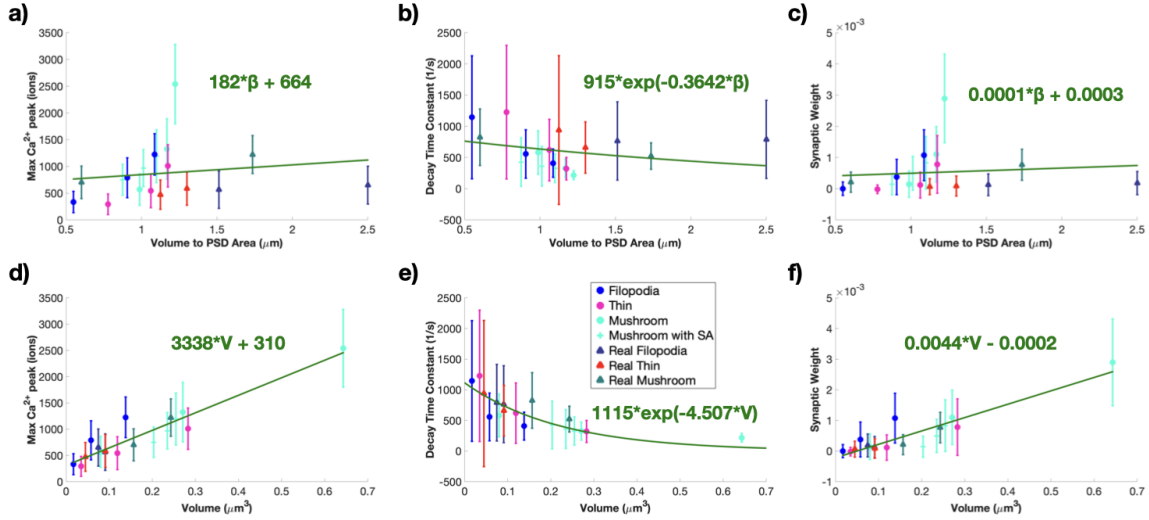 a)
Max Ca2+ peak (ions)
3500
3000
2500
2000
1500
1000
500
0
182*β + 664
0.5
1
1.5
2
2.5
Volume to PSD Area (μm)
b)
Decay Time Constant (1/s)
2500
2000
1500
1000
500
0
-500
915*exp(-0.3642*β)
0.5
1
1.5
2
2.5
Volume to PSD Area (μm)
c)
×10-3
Synaptic Weight
5
4
3
2
1
0
-1
0.0001*β + 0.0003
0.5
1
1.5
2
2.5
Volume to PSD Area (μm)
d)
Max Ca2+ peak (ions)
3500
3000
2500
2000
1500
1000
500
0
3338*V + 310
0
0.1
0.2
0.3
0.4
0.5
0.6
0.7
Volume (μm3)
e)
Decay Time Constant (1/s)
2500
2000
1500
1000
500
0
-500
Filopodia
Thin
Mushroom
Mushroom with SA
Real Filopodia
Real Thin
Real Mushroom
1115*exp(-4.507*V)
0
0.1
0.2
0.3
0.4
0.5
0.6
0.7
Volume (μm3)
f)
×10-3
Synaptic Weight
5
4
3
2
1
0
-1
0.0044*V - 0.0002
0
0.1
0.2
0.3
0.4
0.5
0.6
0.7
Volume (μm3)